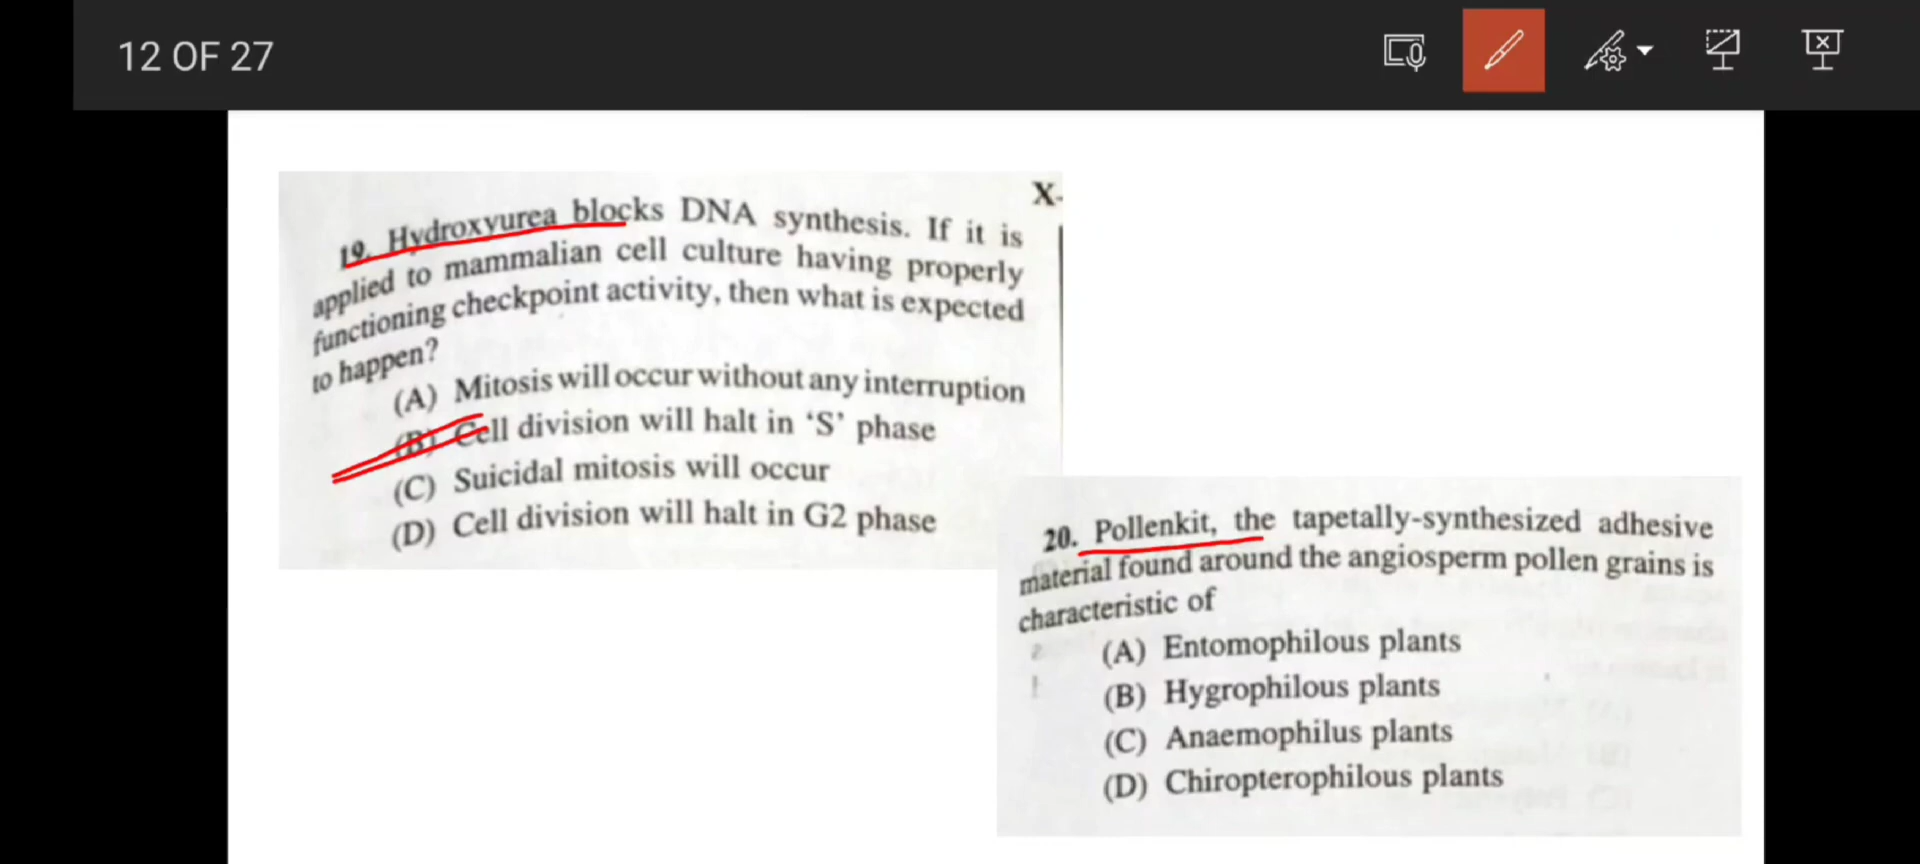 12 OF 27
X-
19. Hydroxyurea blocks DNA synthesis. If it is
applied to mammalian cell culture having properly
functioning checkpoint activity, then what is expected
to happen?
(A) Mitosis will occur without any interruption
(B) Cell division will halt in ‘S’ phase
(C) Suicidal mitosis will occur
(D) Cell division will halt in G2 phase
20. Pollenkit, the tapetally-synthesized adhesive
material found around the angiosperm pollen grains is
characteristic of
(A) Entomophilous plants
(B) Hygrophilous plants
(C) Anaemophilus plants
(D) Chiropterophilous plants